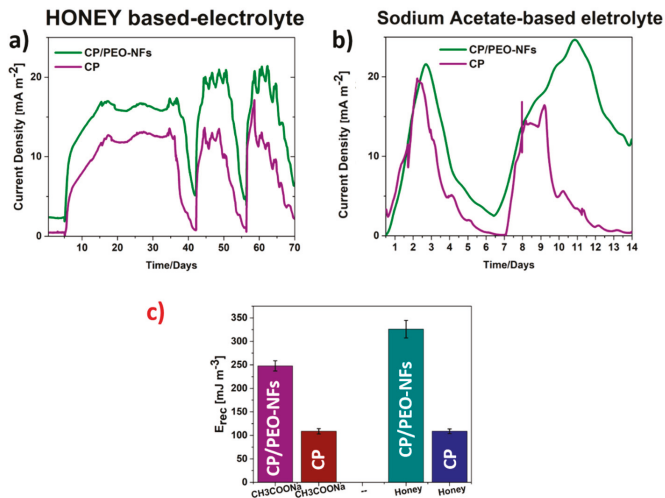 HONEY based-electrolyte
a)
CP/PEO-NFs
CP
Current Density [mA m-2]
20
10
0
10 20 30 40 50 60 70
Time/Days
Sodium Acetate-based eletrolyte
b)
CP/PEO-NFs
CP
Current Density [mA m-2]
20
10
0
1 2 3 4 5 6 7 8 9 10 11 12 13 14
Time/Days
c)
Erec [mJ m-3]
350
300
250
200
150
100
50
0
CP/PEO-NFs
CP
CP/PEO-NFs
CP
CH3COONa CH3COONa -- Honey Honey